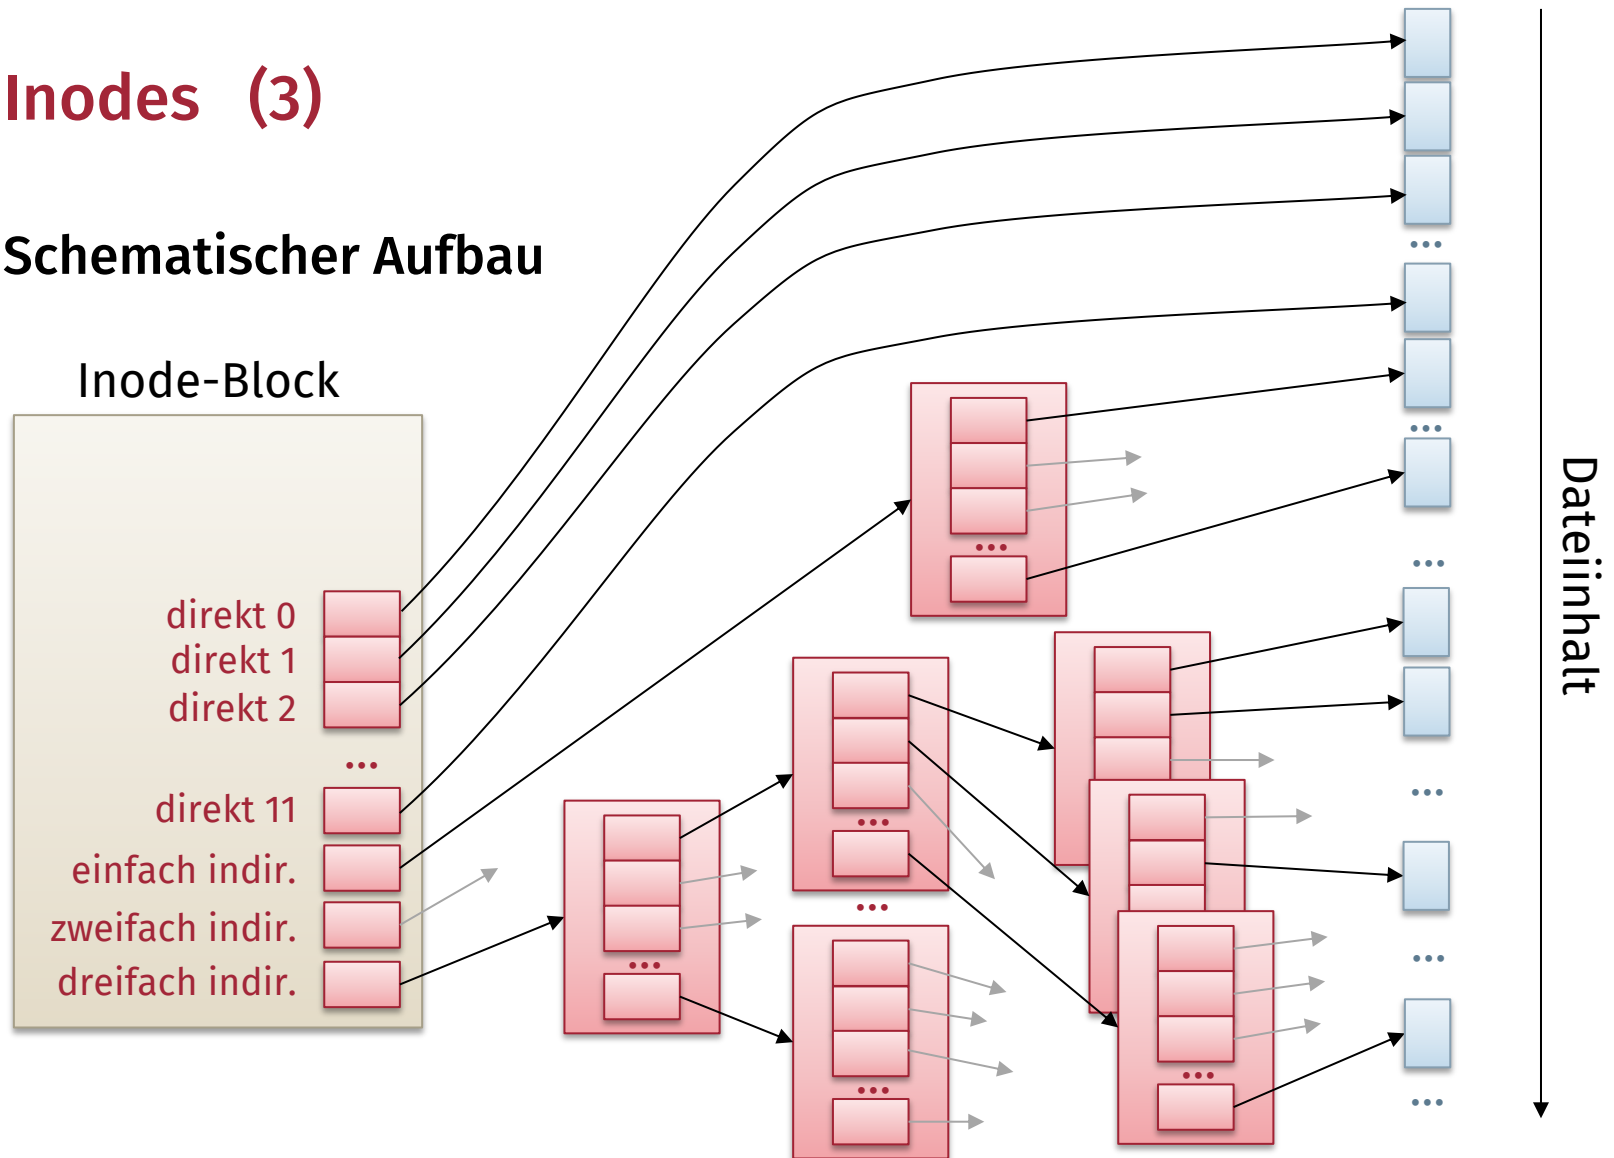 Inodes (3)
Schematischer Aufbau
Inode-Block
direkt 0
direkt 1
direkt 2
...
direkt 11
einfach indir.
zweifach indir.
dreifach indir.
Dateiinhalt